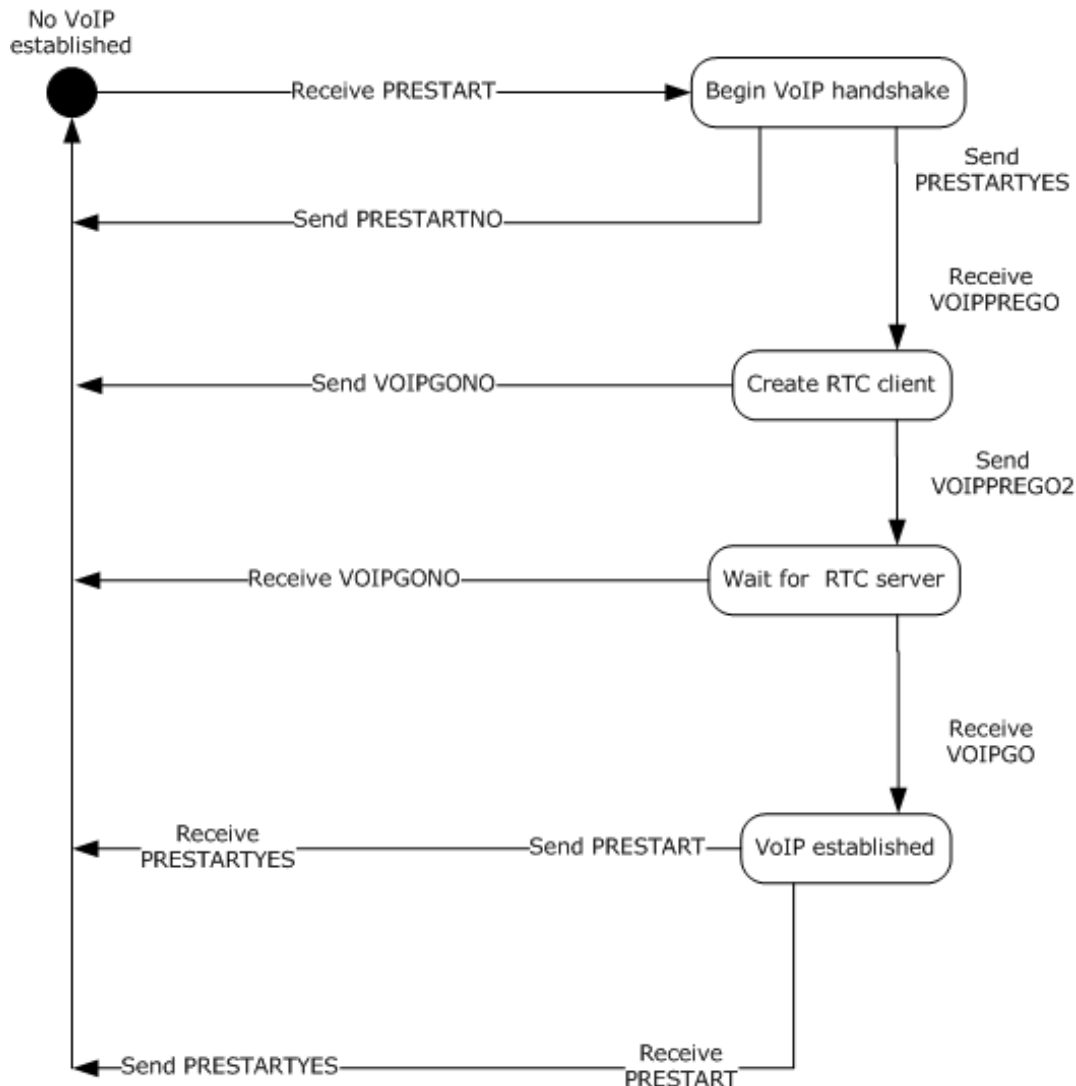 No VoIP
established
Receive PRESTART
Begin VoIP handshake
Send
PRESTARTYES
Send PRESTARTNO
Receive
VOIPPREGO
Send VOIPGONO
Create RTC client
Send
VOIPPREGO2
Receive VOIPGONO
Wait for  RTC server
Receive
VOIPGO
Receive
PRESTARTYES
Send PRESTART
VoIP established
Send PRESTARTYES
Receive
PRESTART